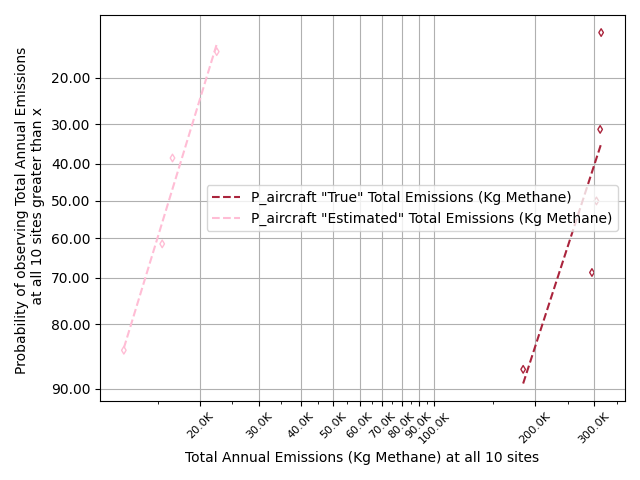 Probability of observing Total Annual Emissions
at all 10 sites greater than x
20.00
30.00
40.00
50.00
60.00
70.00
80.00
90.00
P_aircraft "True" Total Emissions (Kg Methane)
P_aircraft "Estimated" Total Emissions (Kg Methane)
20.0K
30.0K
40.0K
50.0K
60.0K
70.0K
80.0K
90.0K
100.0K
200.0K
300.0K
Total Annual Emissions (Kg Methane) at all 10 sites